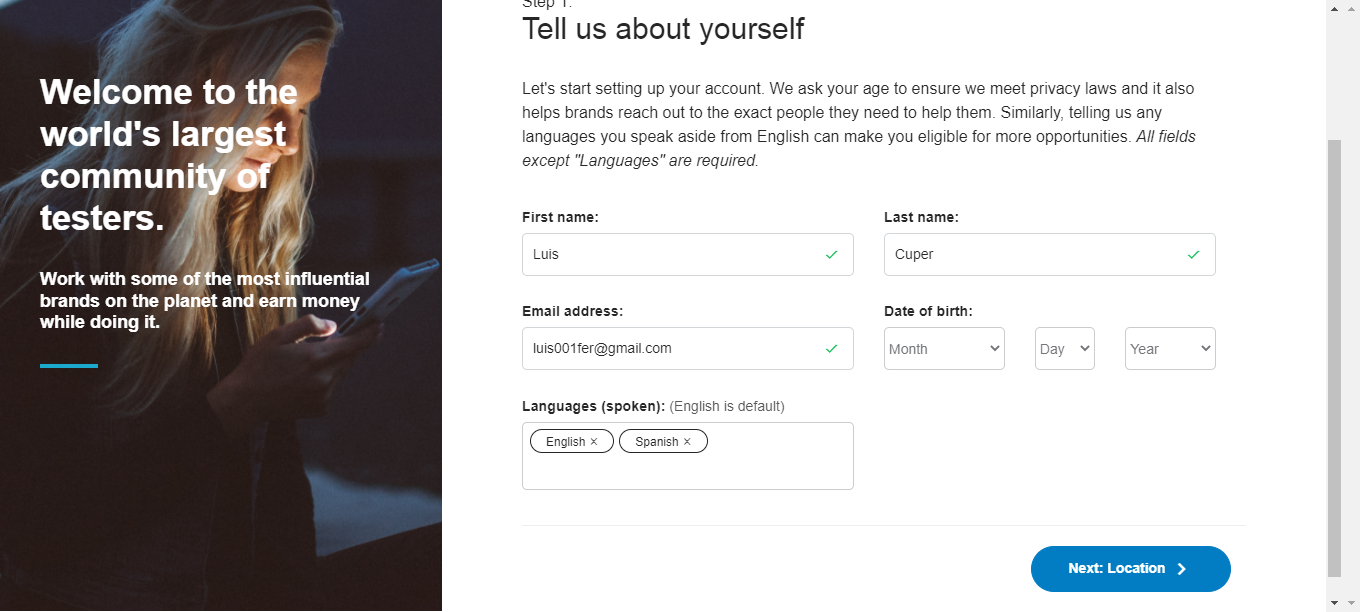 Welcome to the
world's largest
community of
testers.
Work with some of the most influential
brands on the planet and earn money
while doing it.
Step 1:
Tell us about yourself
Let's start setting up your account. We ask your age to ensure we meet privacy laws and it also
helps brands reach out to the exact people they need to help them. Similarly, telling us any
languages you speak aside from English can make you eligible for more opportunities. All fields
except "Languages" are required.
First name: Last name:
Luis Cuper
Email address: Date of birth:
luis001fer@gmail.com Month Day Year
Languages (spoken): (English is default)
English × Spanish ×
Next: Location